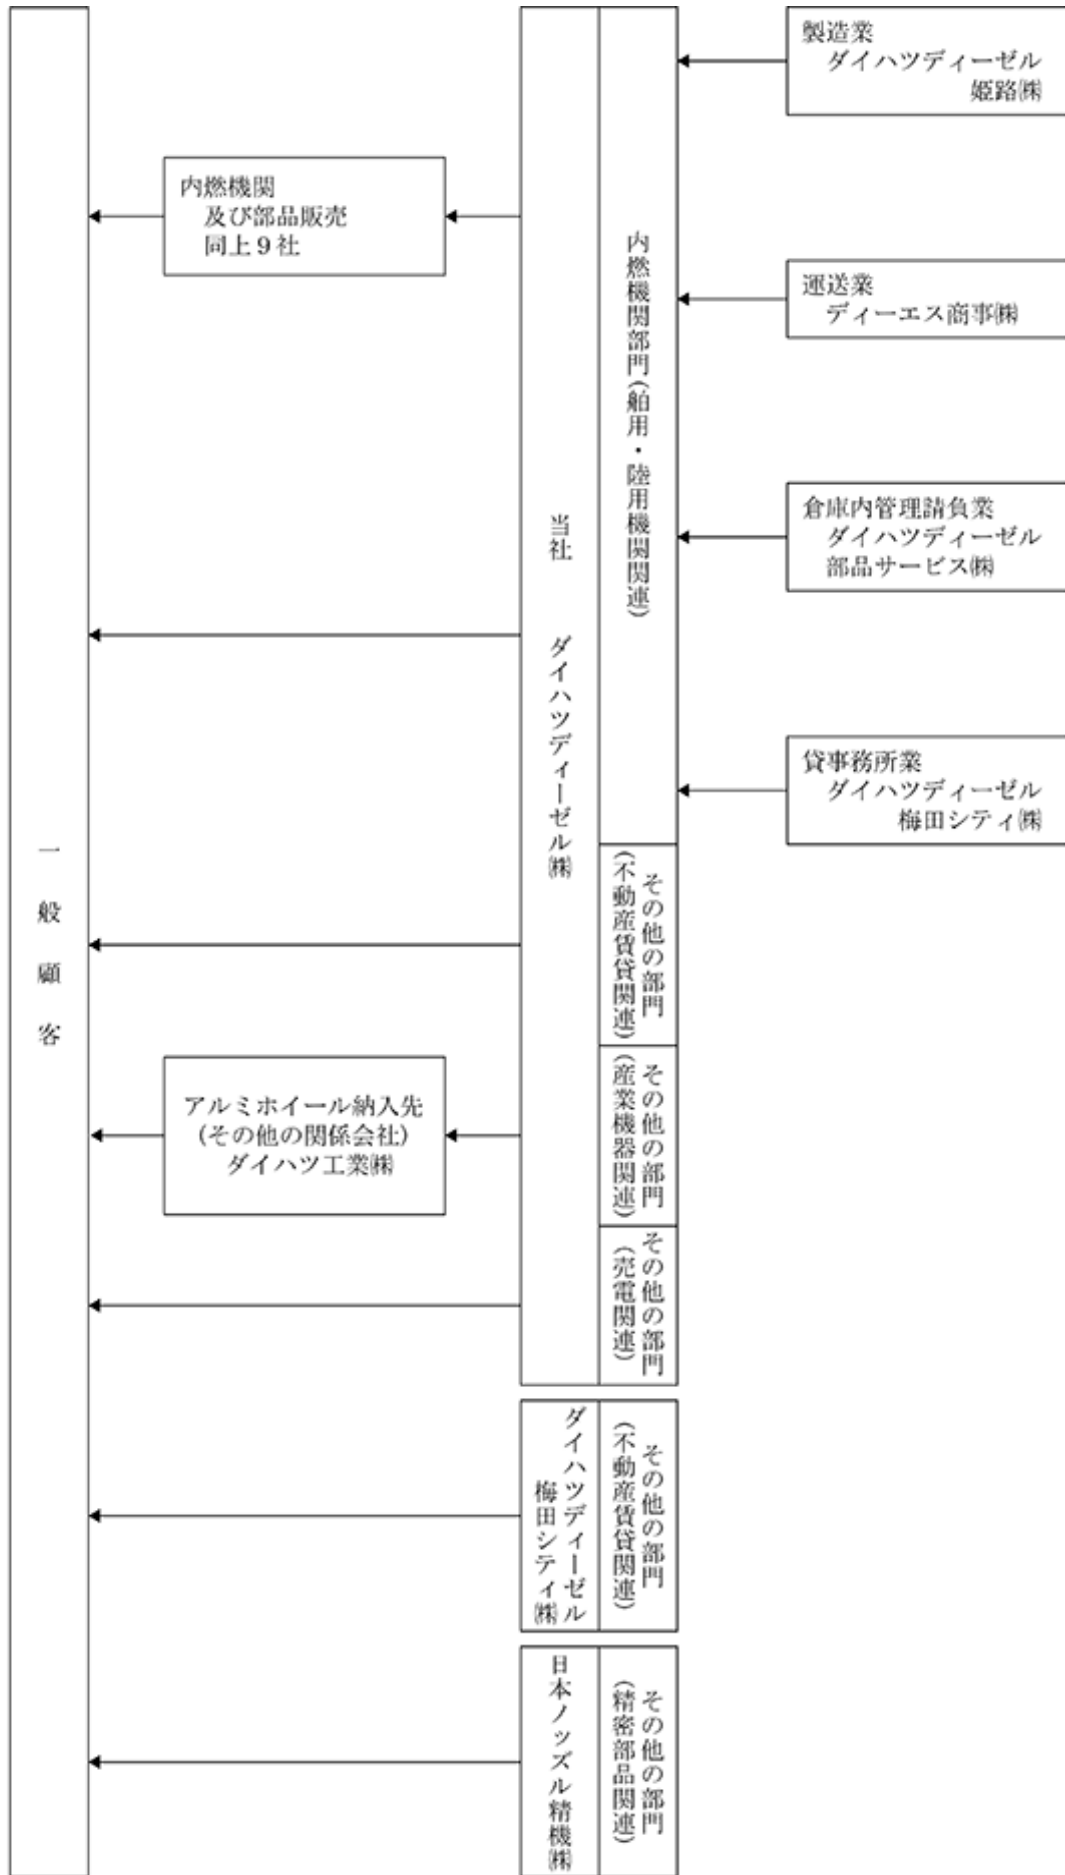 製造業
ダイハツディーゼル
姫路㈱
内燃機関
及び部品販売
同上9社
運送業
ディーエス商事㈱
倉庫内管理請負業
ダイハツディーゼル
部品サービス㈱
貸事務所業
ダイハツディーゼル
梅田シティ㈱
内燃機関部門(舶用・陸用機関関連)
当社 ダイハツディーゼル㈱
一般顧客
その他の部門
(不動産賃貸関連)
その他の部門
(産業機器関連)
アルミホイール納入先
(その他の関係会社)
ダイハツ工業㈱
その他の部門
(売電関連)
その他の部門
(不動産賃貸関連)
ダイハツディーゼル
梅田シティ㈱
その他の部門
(精密部品関連)
日本ノッズル精機㈱